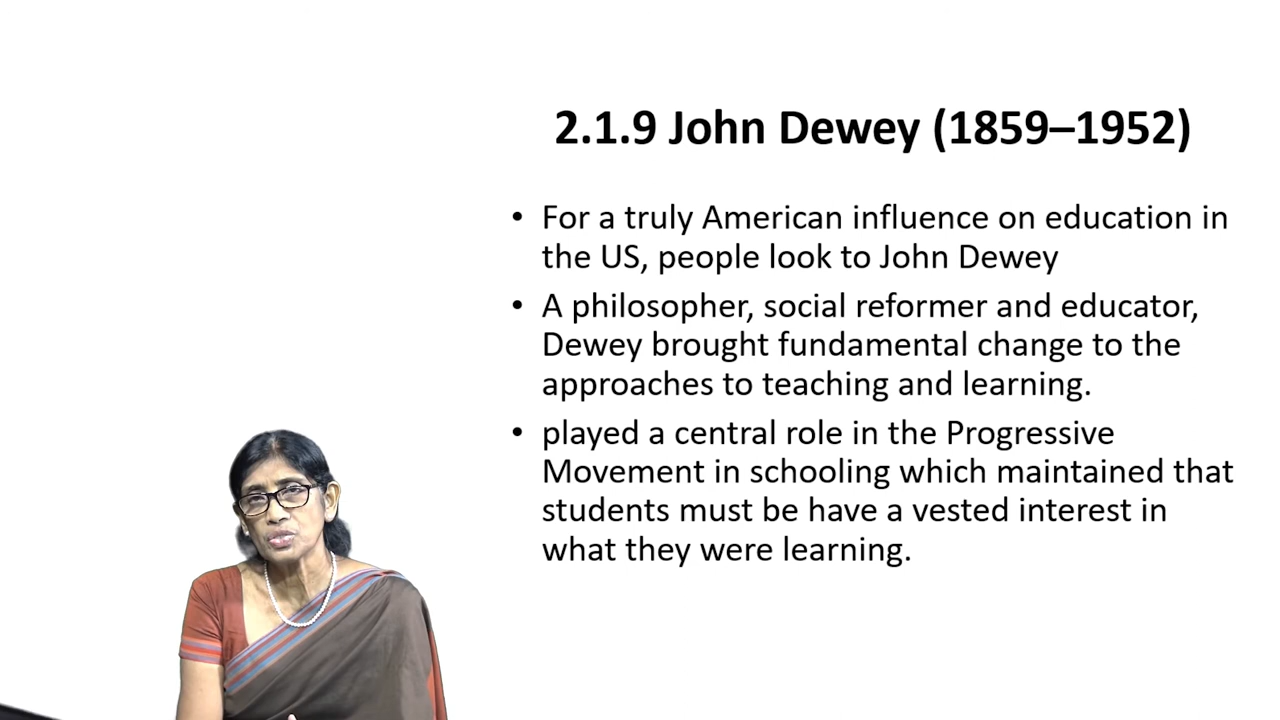 2.1.9 John Dewey (1859–1952)
• For a truly American influence on education in
the US, people look to John Dewey
• A philosopher, social reformer and educator,
Dewey brought fundamental change to the
approaches to teaching and learning.
• played a central role in the Progressive
Movement in schooling which maintained that
students must be have a vested interest in
what they were learning.